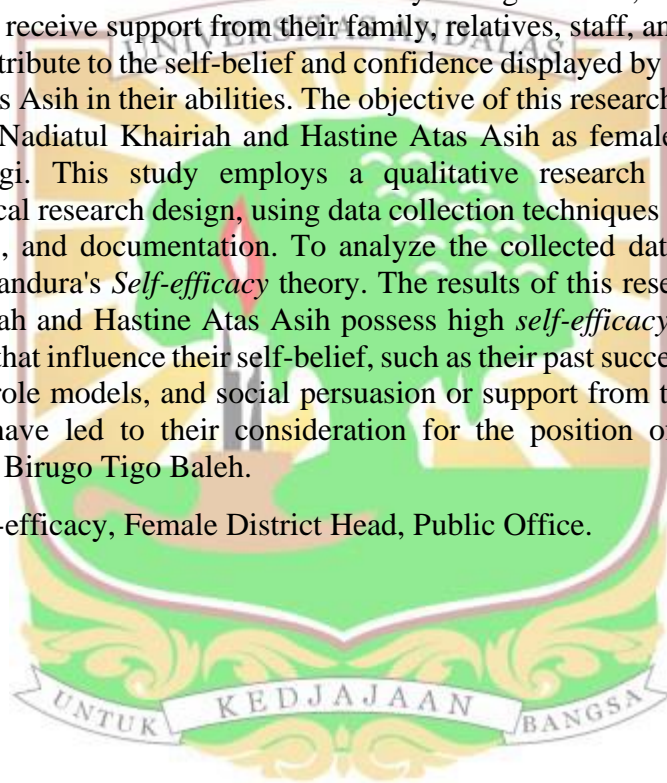 receive support from their family, relatives, staff, an
UNIVERSITAS ANDALAS
tribute to the self-belief and confidence displayed by
s Asih in their abilities. The objective of this research
Nadiatul Khairiah and Hastine Atas Asih as female
gi. This study employs a qualitative research
cal research design, using data collection techniques
, and documentation. To analyze the collected dat
andura's Self-efficacy theory. The results of this rese
ah and Hastine Atas Asih possess high self-efficacy
that influence their self-belief, such as their past succe
role models, and social persuasion or support from t
have led to their consideration for the position o
Birugo Tigo Baleh.
-efficacy, Female District Head, Public Office.
UNTUK KEDJAJAAN BANGSA